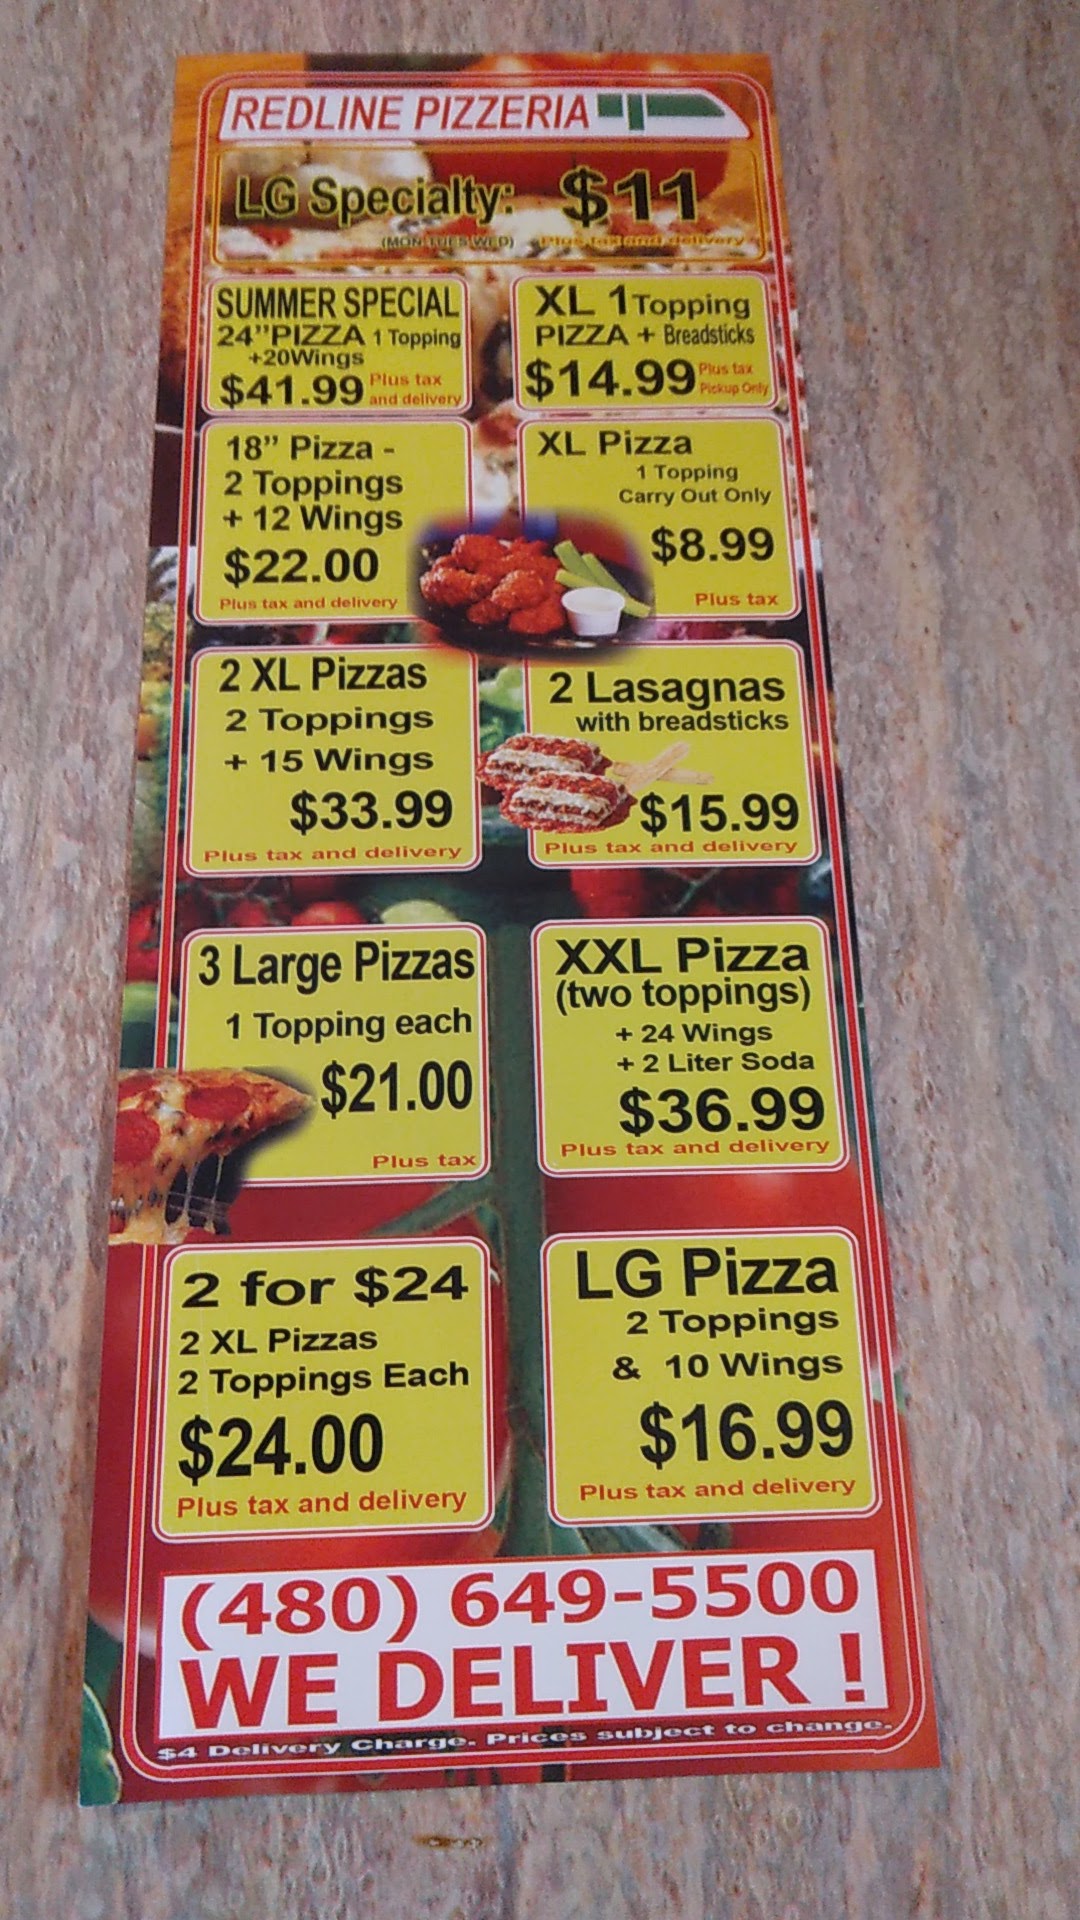 REDLINE PIZZERIA
LG Specialty: $11
(MON TUES WED) Plus tax and delivery
SUMMER SPECIAL
24"PIZZA 1 Topping
+20Wings
$41.99 Plus tax
and delivery
XL 1 Topping
PIZZA + Breadsticks
$14.99 Plus tax
Pickup Only
18" Pizza -
2 Toppings
+ 12 Wings
$22.00
Plus tax and delivery
XL Pizza
1 Topping
Carry Out Only
$8.99
Plus tax
2 XL Pizzas
2 Toppings
+ 15 Wings
$33.99
Plus tax and delivery
2 Lasagnas
with breadsticks
$15.99
Plus tax and delivery
3 Large Pizzas
1 Topping each
$21.00
Plus tax
XXL Pizza
(two toppings)
+ 24 Wings
+ 2 Liter Soda
$36.99
Plus tax and delivery
2 for $24
2 XL Pizzas
2 Toppings Each
$24.00
Plus tax and delivery
LG Pizza
2 Toppings
& 10 Wings
$16.99
Plus tax and delivery
(480) 649-5500
WE DELIVER !
$4 Delivery Charge. Prices subject to change.